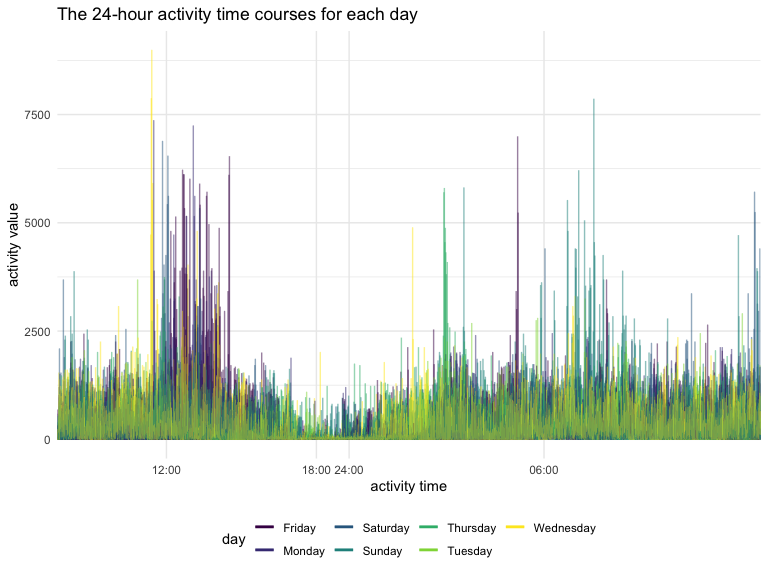 The 24-hour activity time courses for each day
activity value
7500
5000
2500
0
12:00 18:00 24:00 06:00
activity time
day
Friday Saturday Thursday Wednesday
Monday Sunday Tuesday